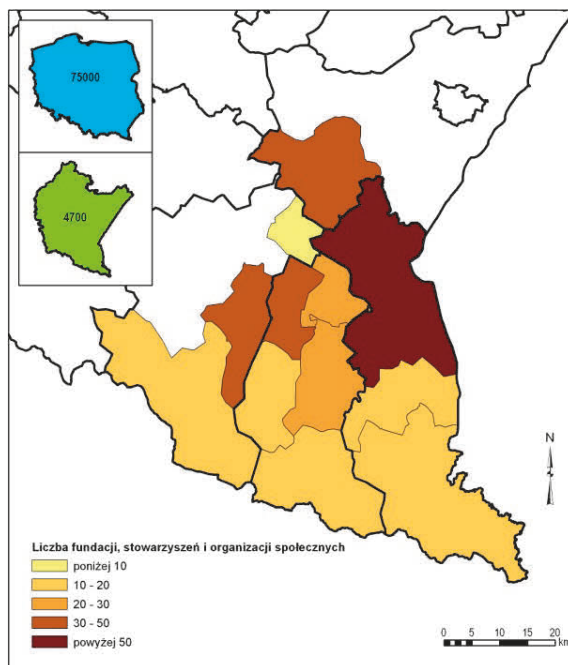 75000
4700
N
Liczba fundacji, stowarzyszeń i organizacji społecznych
poniżej 10
10 - 20
20 - 30
30 - 50
powyżej 50
0 5 10 15 20
km